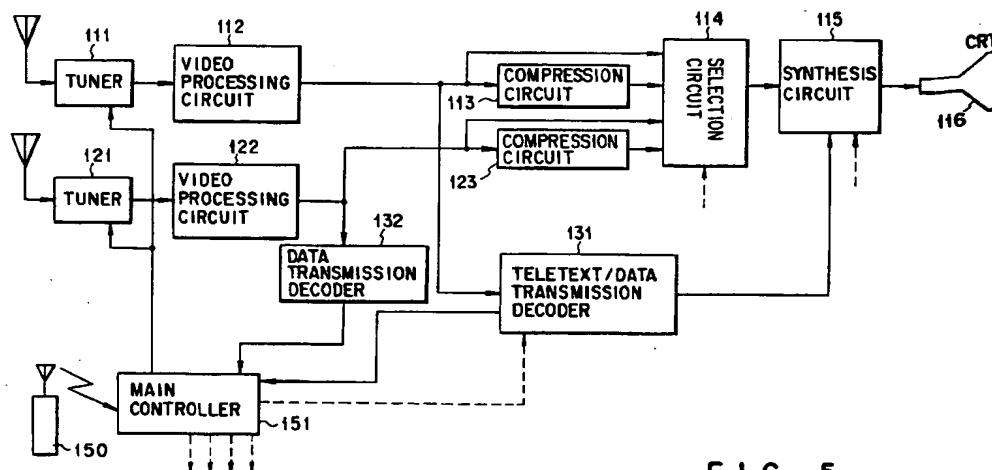 111
TUNER
112
VIDEO
PROCESSING
CIRCUIT
COMPRESSION
CIRCUIT
113
114
SELECTION
CIRCUIT
115
SYNTHESIS
CIRCUIT
CRT
116
121
TUNER
122
VIDEO
PROCESSING
CIRCUIT
COMPRESSION
CIRCUIT
123
132
DATA
TRANSMISSION
DECODER
131
TELETEXT/DATA
TRANSMISSION
DECODER
MAIN
CONTROLLER
151
150
FIG. 5